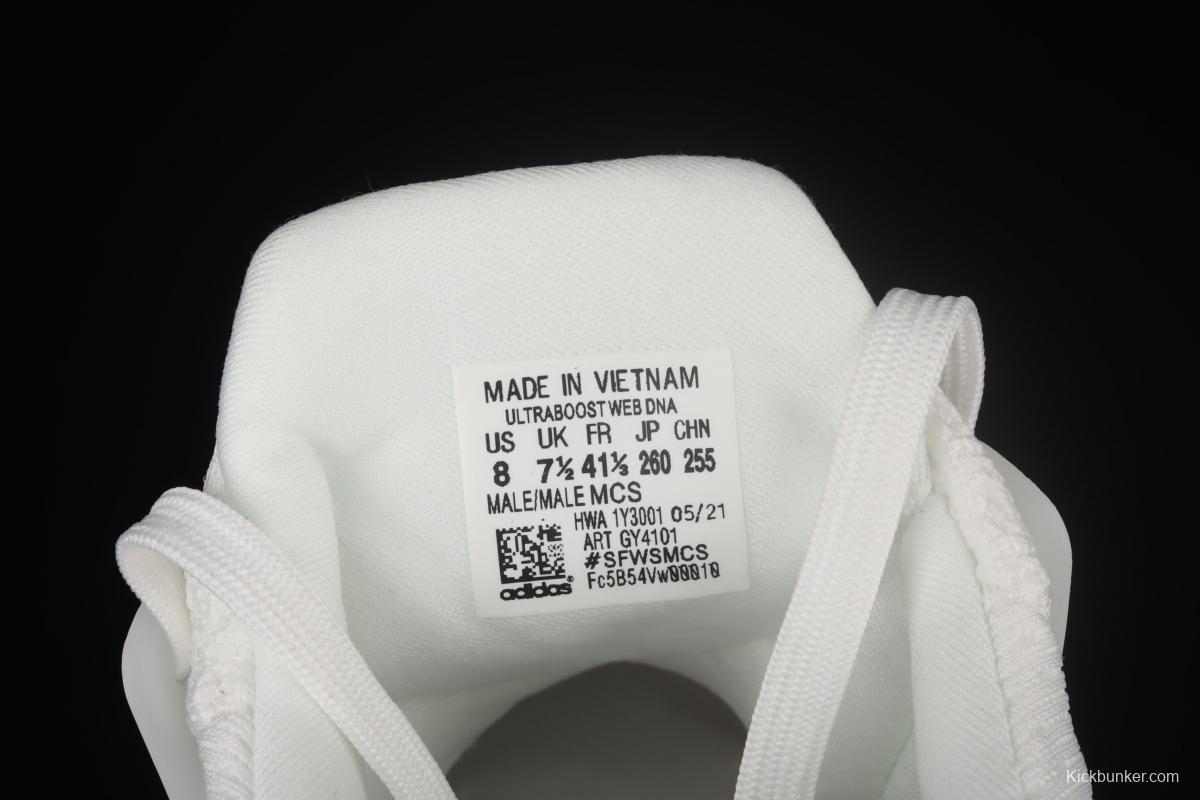 MADE IN VIETNAM
ULTRABOOST WEB DNA
US UK FR JP CHN
8 7½ 41⅓ 260 255
MALE/MALE MCS
HWA 1Y3001 05/21
ART GY4101
#SFWSMCS
Fc5B54Vw00010
adidas®
Kickbunker.com